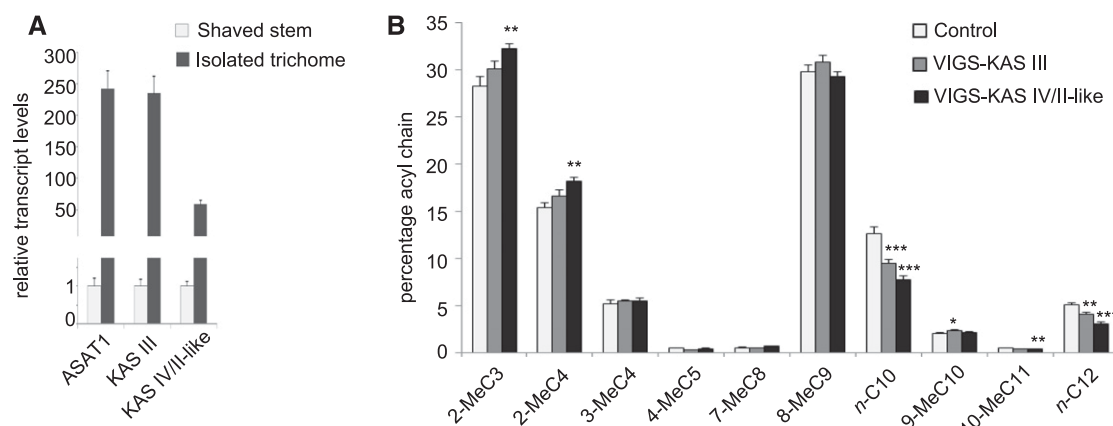 A
Shaved stem
Isolated trichome
relative transcript levels
300
250
200
150
100
50
1
0
ASAT1
KAS III
KAS IV/II-like
B
Control
VIGS-KAS III
VIGS-KAS IV/II-like
percentage acyl chain
35
30
25
20
15
10
5
0
**
**
***
***
*
**
**
***
2-MeC3
2-MeC4
3-MeC4
4-MeC5
7-MeC8
8-MeC9
n-C10
9-MeC10
10-MeC11
n-C12